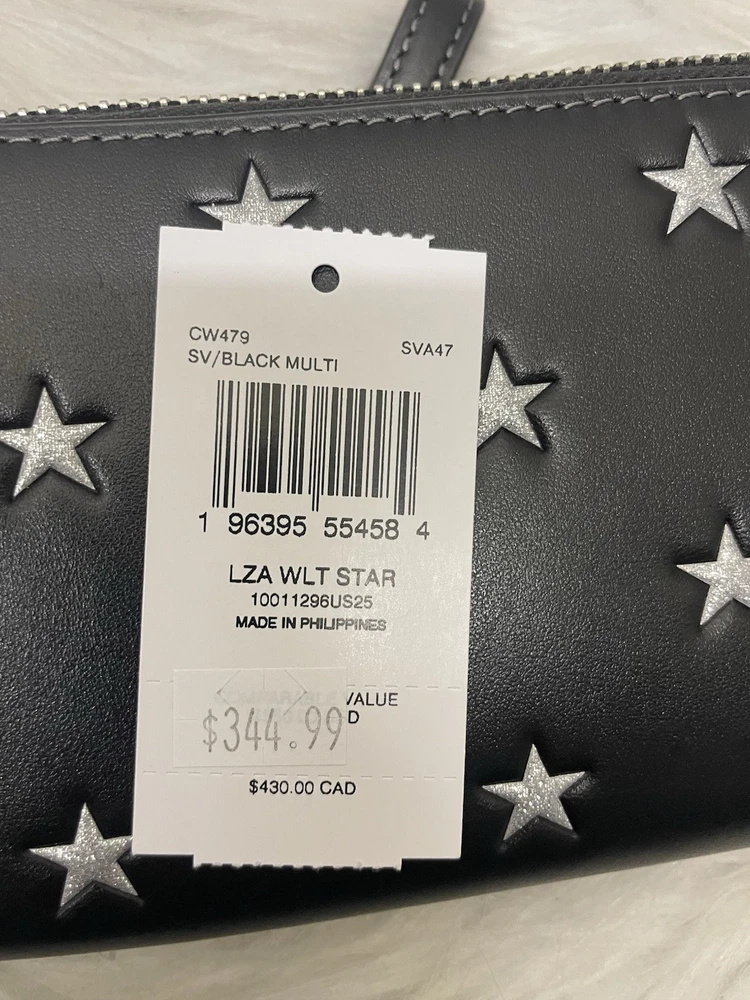 CW479
SV/BLACK MULTI
SVA47
1 96395 55458 4
LZA WLT STAR
10011296US25
MADE IN PHILIPPINES
COMPARABLE VALUE
$344.99
$430.00 CAD